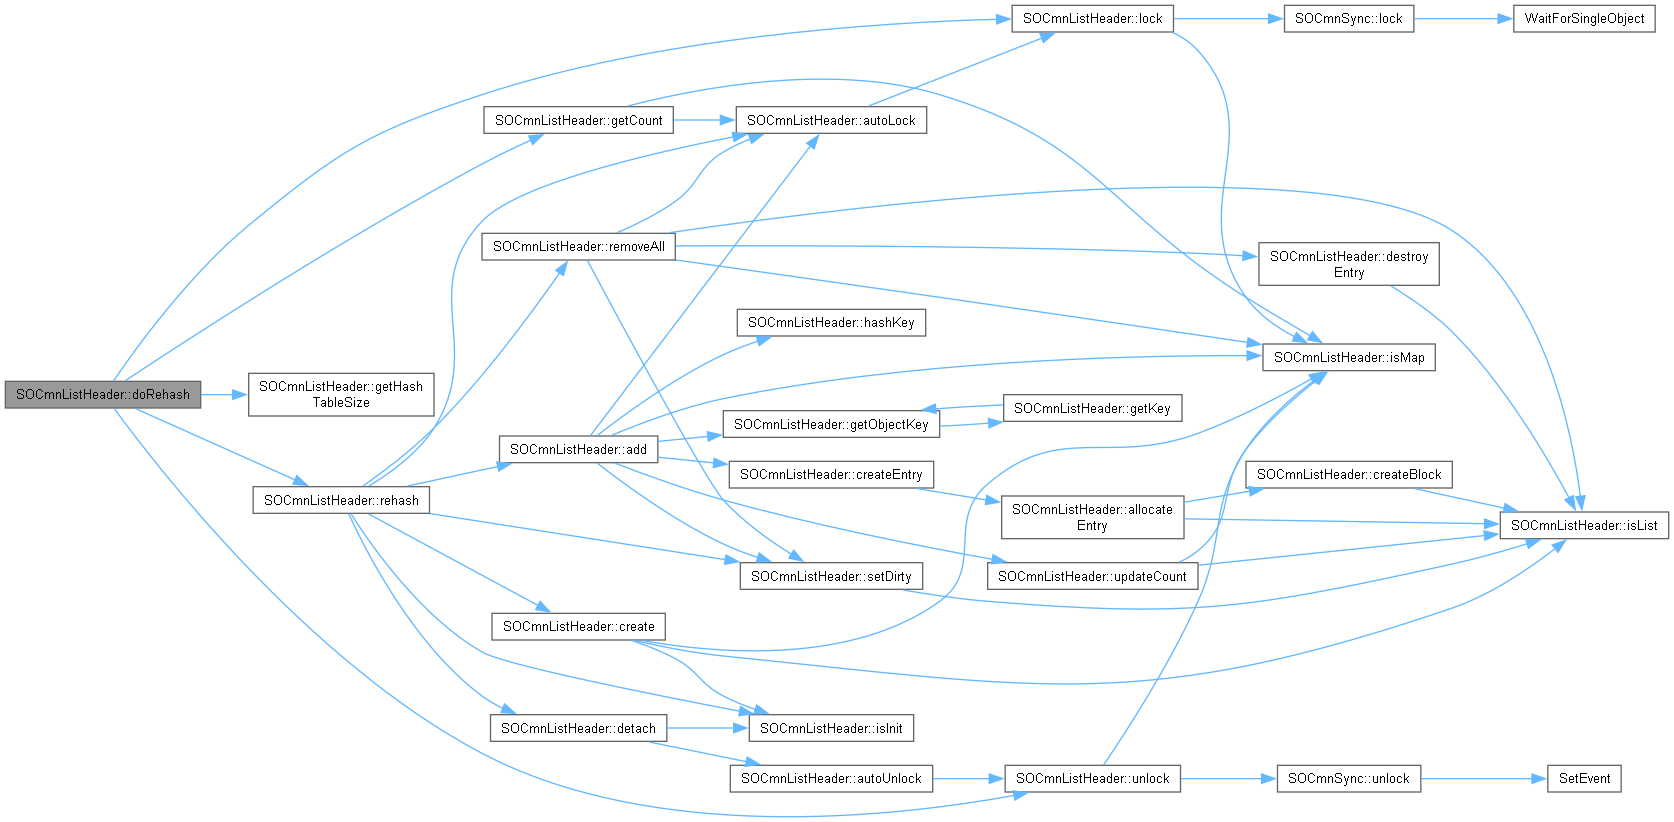 SOCmnListHeader::lock
SOCmnSync::lock
WaitForSingleObject
SOCmnListHeader::getCount
SOCmnListHeader::autoLock
SOCmnListHeader::removeAll
SOCmnListHeader::destroy
Entry
SOCmnListHeader::hashKey
SOCmnListHeader::isMap
SOCmnListHeader::doRehash
SOCmnListHeader::getHash
TableSize
SOCmnListHeader::getKey
SOCmnListHeader::getObjectKey
SOCmnListHeader::add
SOCmnListHeader::createEntry
SOCmnListHeader::createBlock
SOCmnListHeader::rehash
SOCmnListHeader::allocate
Entry
SOCmnListHeader::isList
SOCmnListHeader::setDirty
SOCmnListHeader::updateCount
SOCmnListHeader::create
SOCmnListHeader::detach
SOCmnListHeader::isInit
SOCmnListHeader::autoUnlock
SOCmnListHeader::unlock
SOCmnSync::unlock
SetEvent